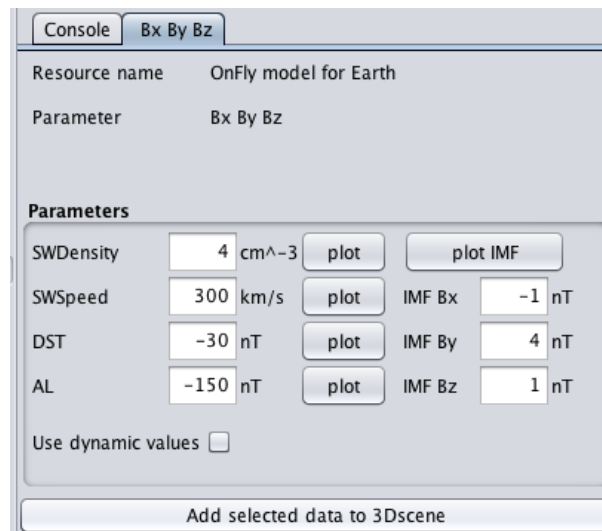 Console Bx By Bz
Resource name OnFly model for Earth
Parameter Bx By Bz
Parameters
SWDensity 4 cm^-3 plot plot IMF
SWSpeed 300 km/s plot IMF Bx -1 nT
DST -30 nT plot IMF By 4 nT
AL -150 nT plot IMF Bz 1 nT
Use dynamic values
Add selected data to 3Dscene